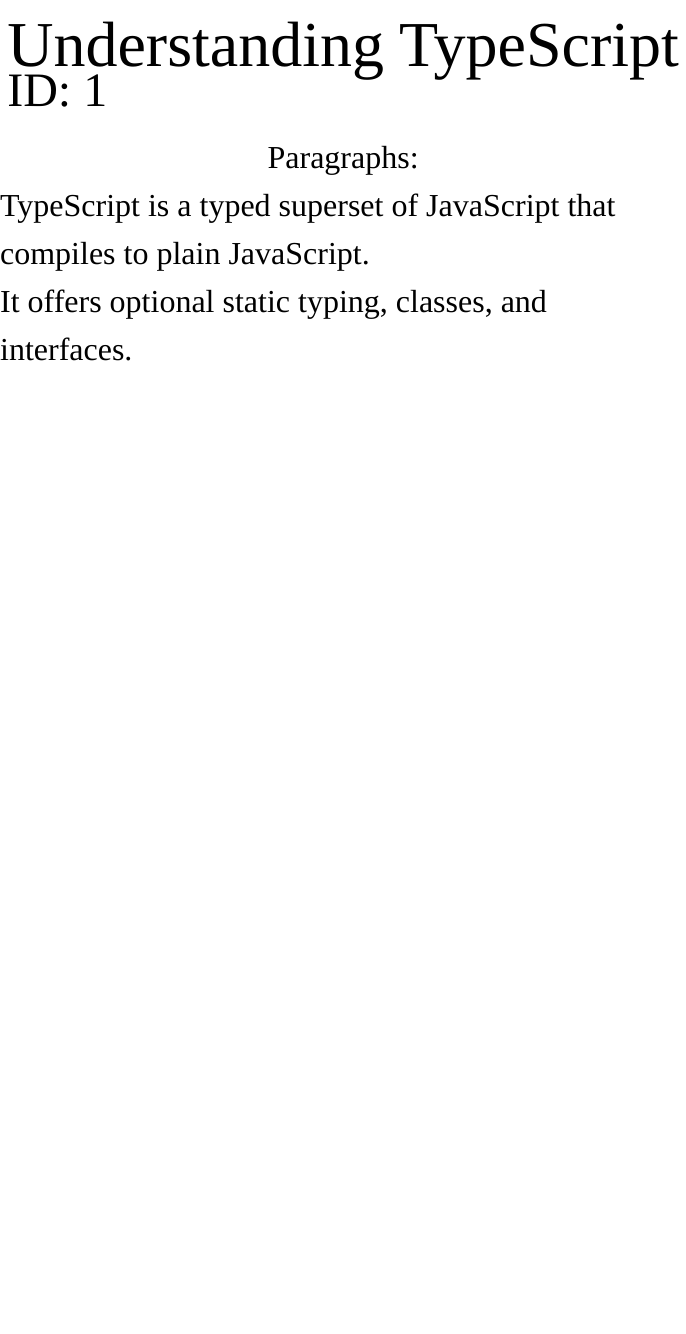 Understanding TypeScript
ID: 1
Paragraphs:
TypeScript is a typed superset of JavaScript that
compiles to plain JavaScript.
It offers optional static typing, classes, and
interfaces.